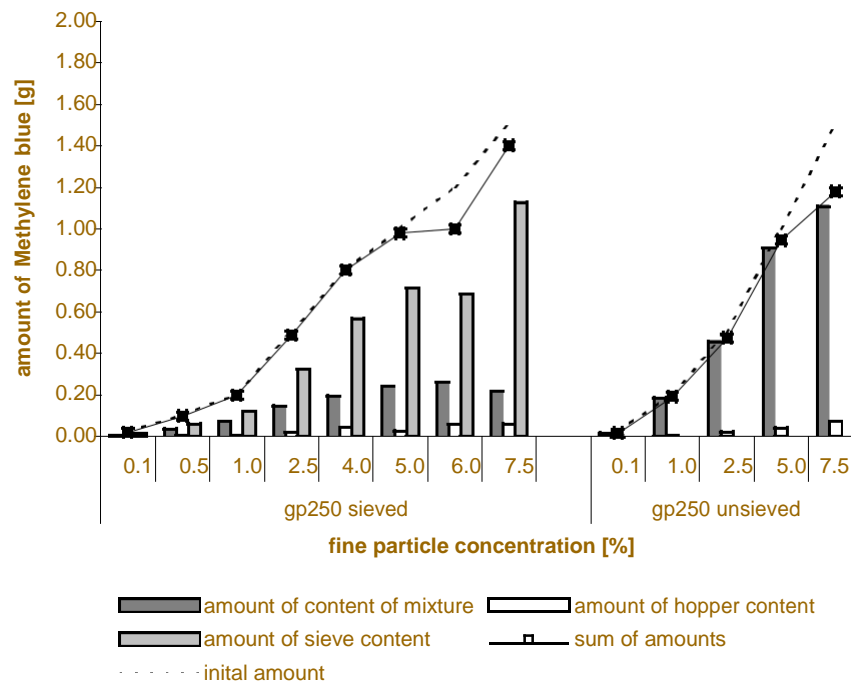 2.00
1.80
1.60
1.40
1.20
1.00
0.80
0.60
0.40
0.20
0.00
amount of Methylene blue [g]
0.1 0.5 1.0 2.5 4.0 5.0 6.0 7.5 0.1 1.0 2.5 5.0 7.5
gp250 sieved gp250 unsieved
fine particle concentration [%]
amount of content of mixture amount of hopper content
amount of sieve content sum of amounts
inital amount